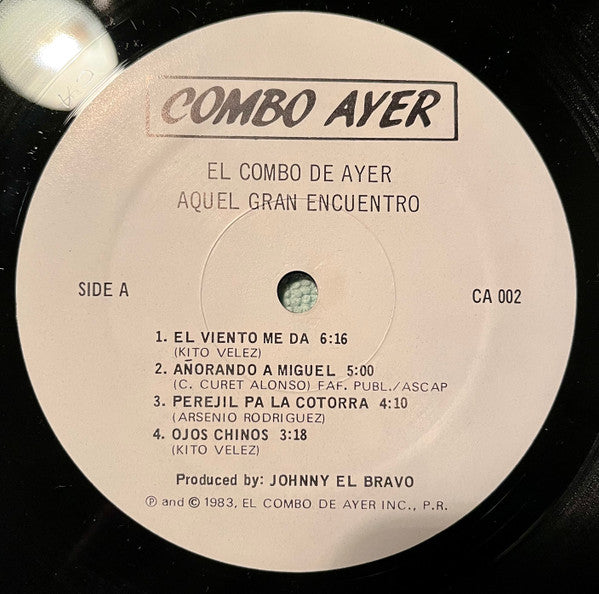 COMBO AYER
EL COMBO DE AYER
AQUEL GRAN ENCUENTRO
SIDE A
CA 002
1. EL VIENTO ME DA 6:16
(KITO VELEZ)
2. AÑORANDO A MIGUEL 5:00
(C. CURET ALONSO) FAF. PUBL./ASCAP
3. PEREJIL PA LA COTORRA 4:10
(ARSENIO RODRIGUEZ)
4. OJOS CHINOS 3:18
(KITO VELEZ)
Produced by: JOHNNY EL BRAVO
℗ and © 1983, EL COMBO DE AYER INC., P.R.